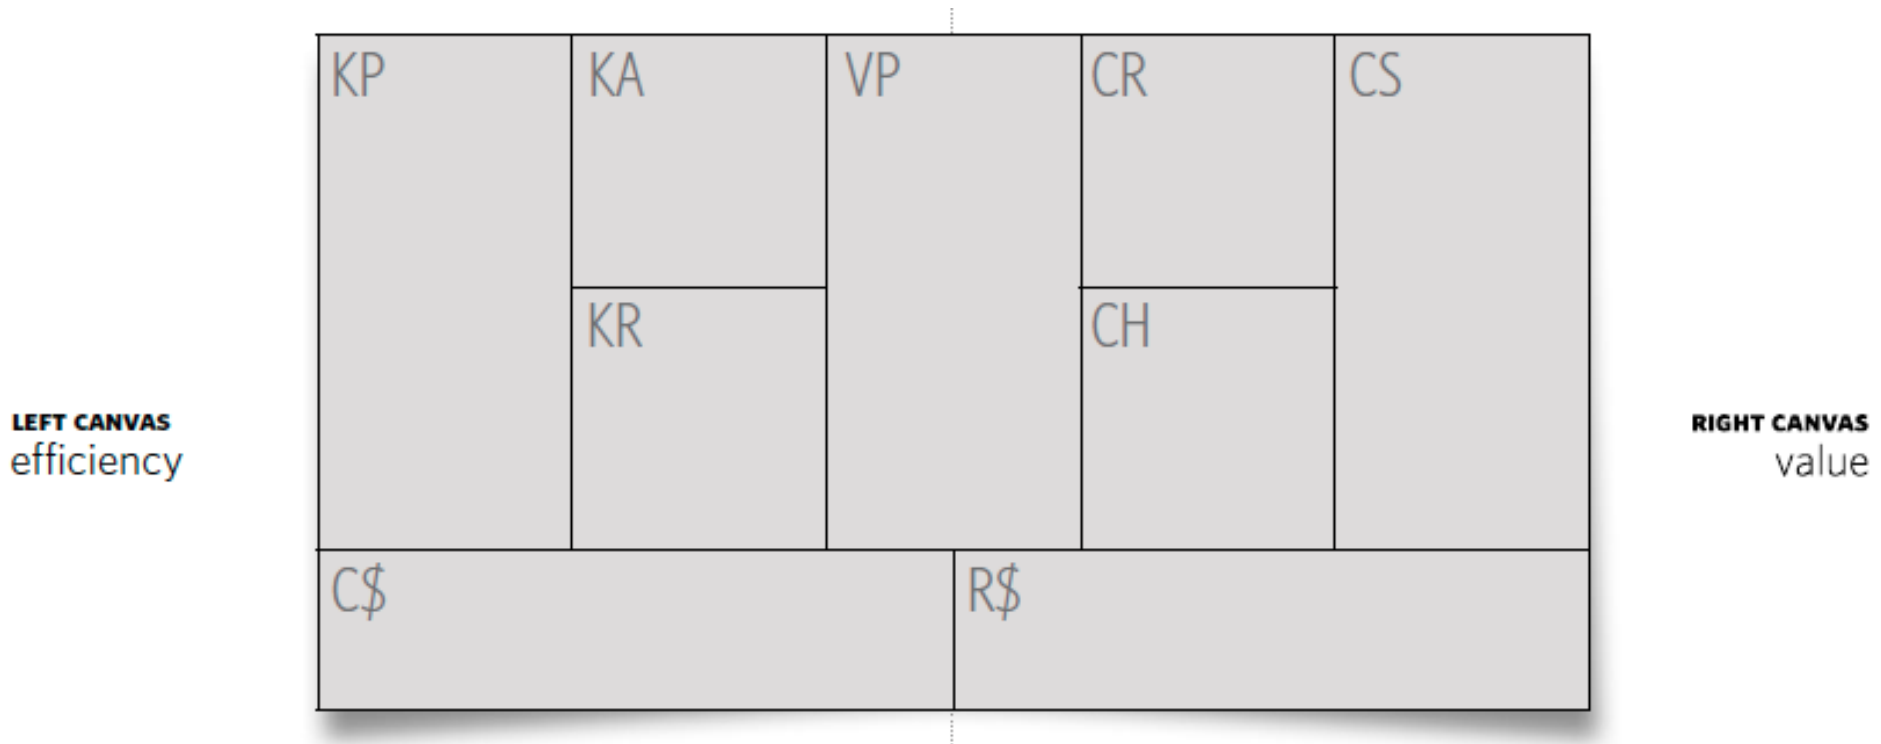 KP
KA
VP
CR
CS
KR
CH
LEFT CANVAS
efficiency
RIGHT CANVAS
value
C$
R$